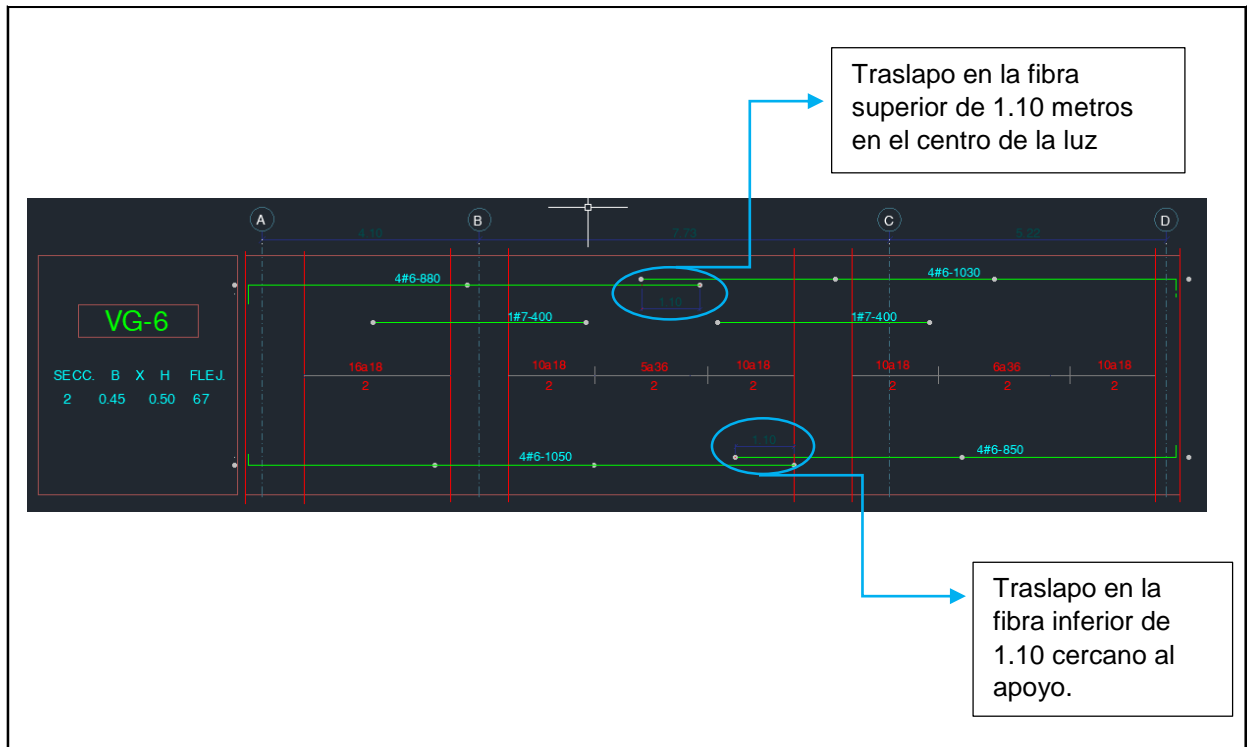 Traslapo en la fibra
superior de 1.10 metros
en el centro de la luz
A
B
C
D
4.10
7.73
5.22
4#6-880
4#6-1030
1.10
1#7-400
1#7-400
VG-6
16a18
2
10a18
2
5a36
2
10a18
2
10a18
2
6a36
2
10a18
2
SECC. B X H FLEJ.
2 0.45 0.50 67
1.10
4#6-1050
4#6-850
Traslapo en la
fibra inferior de
1.10 cercano al
apoyo.